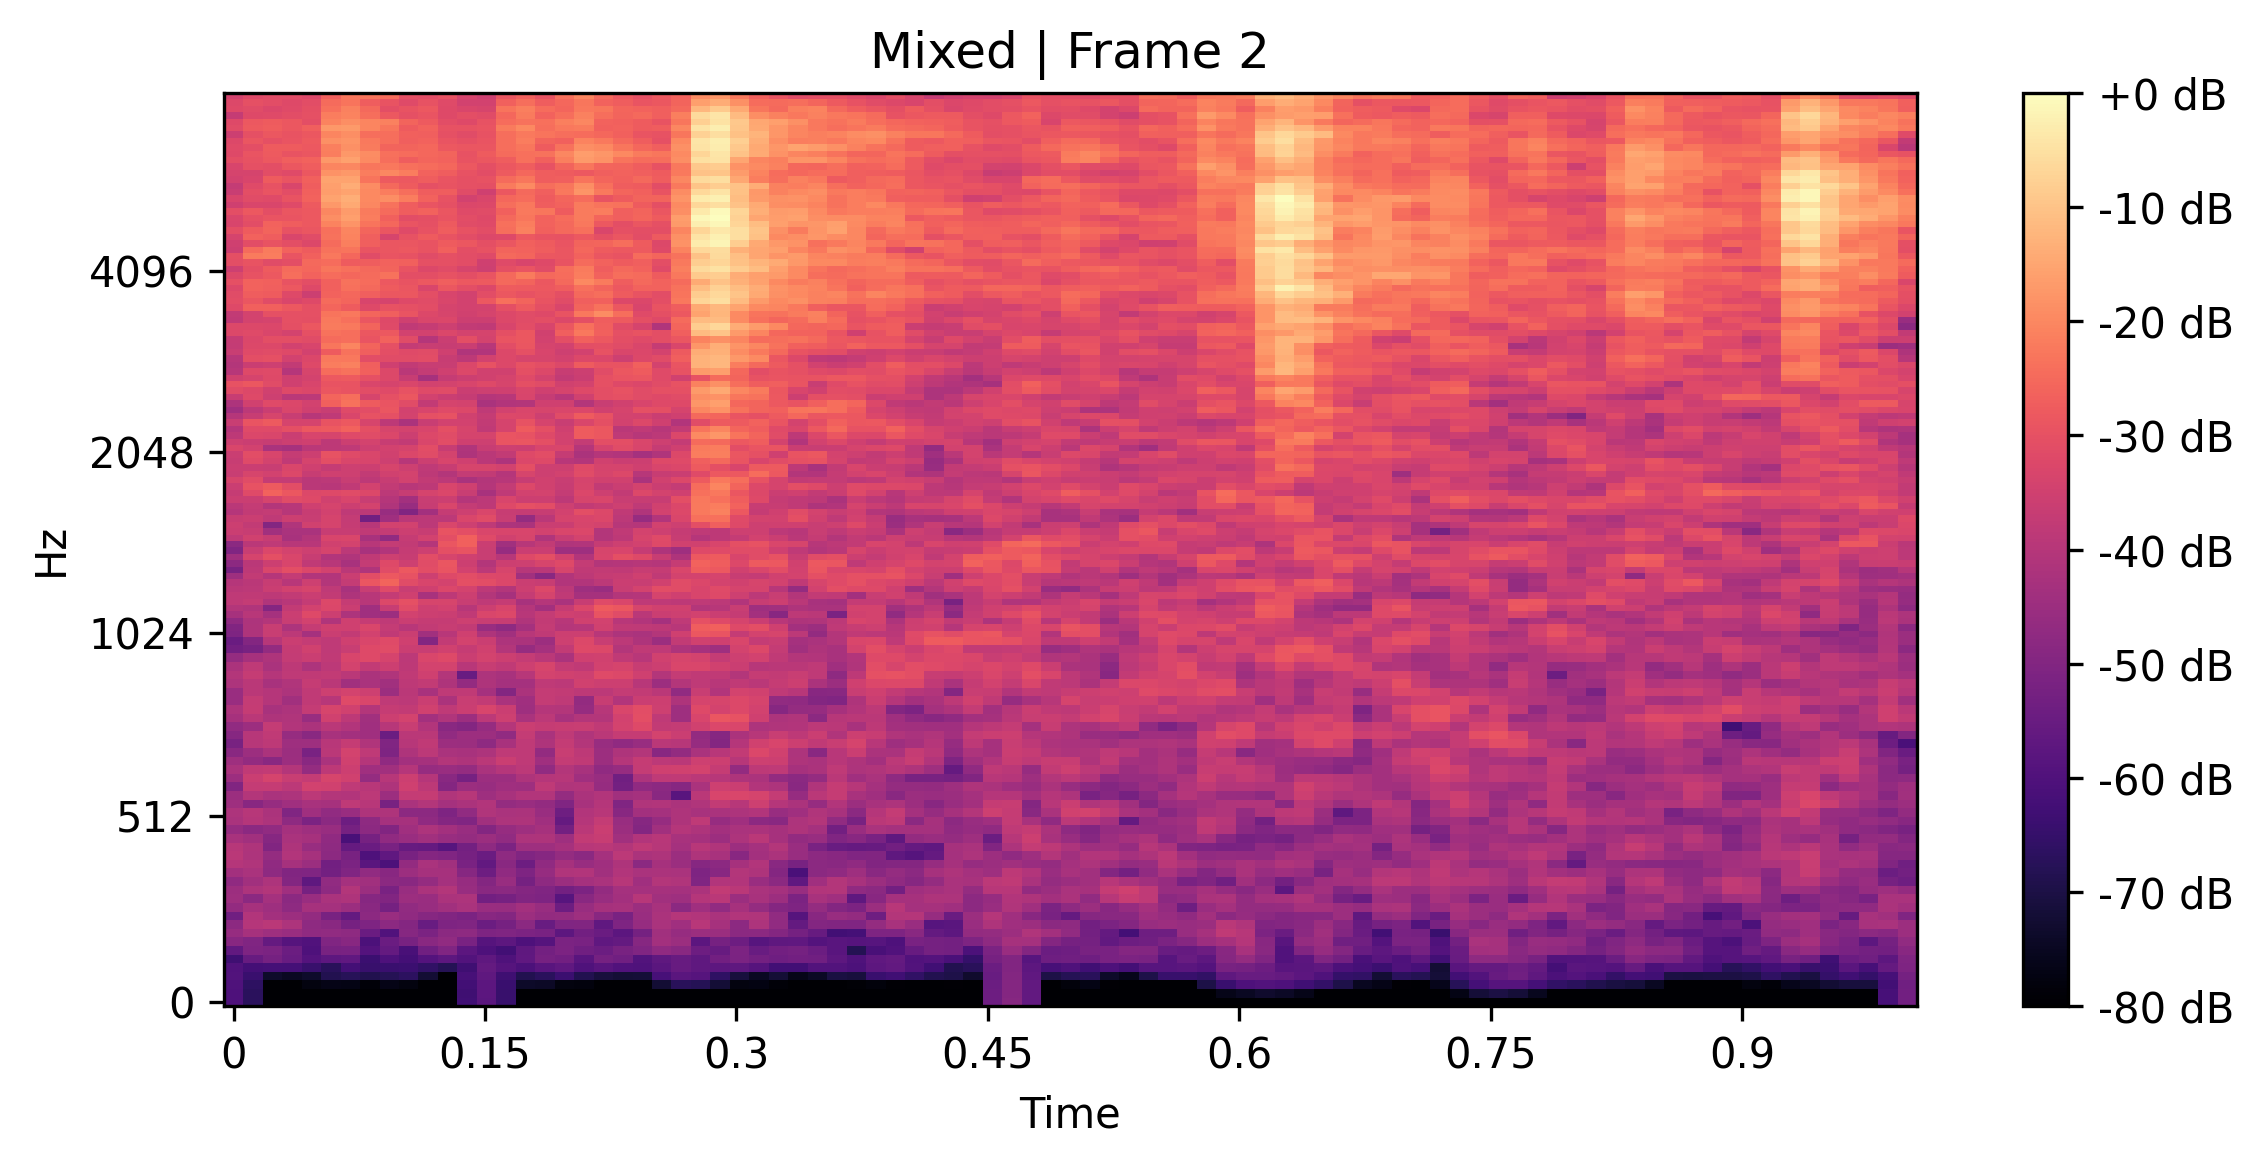 Mixed | Frame 2
+0 dB
-10 dB
-20 dB
-30 dB
-40 dB
-50 dB
-60 dB
-70 dB
-80 dB
Hz
4096
2048
1024
512
0
0 0.15 0.3 0.45 0.6 0.75 0.9
Time